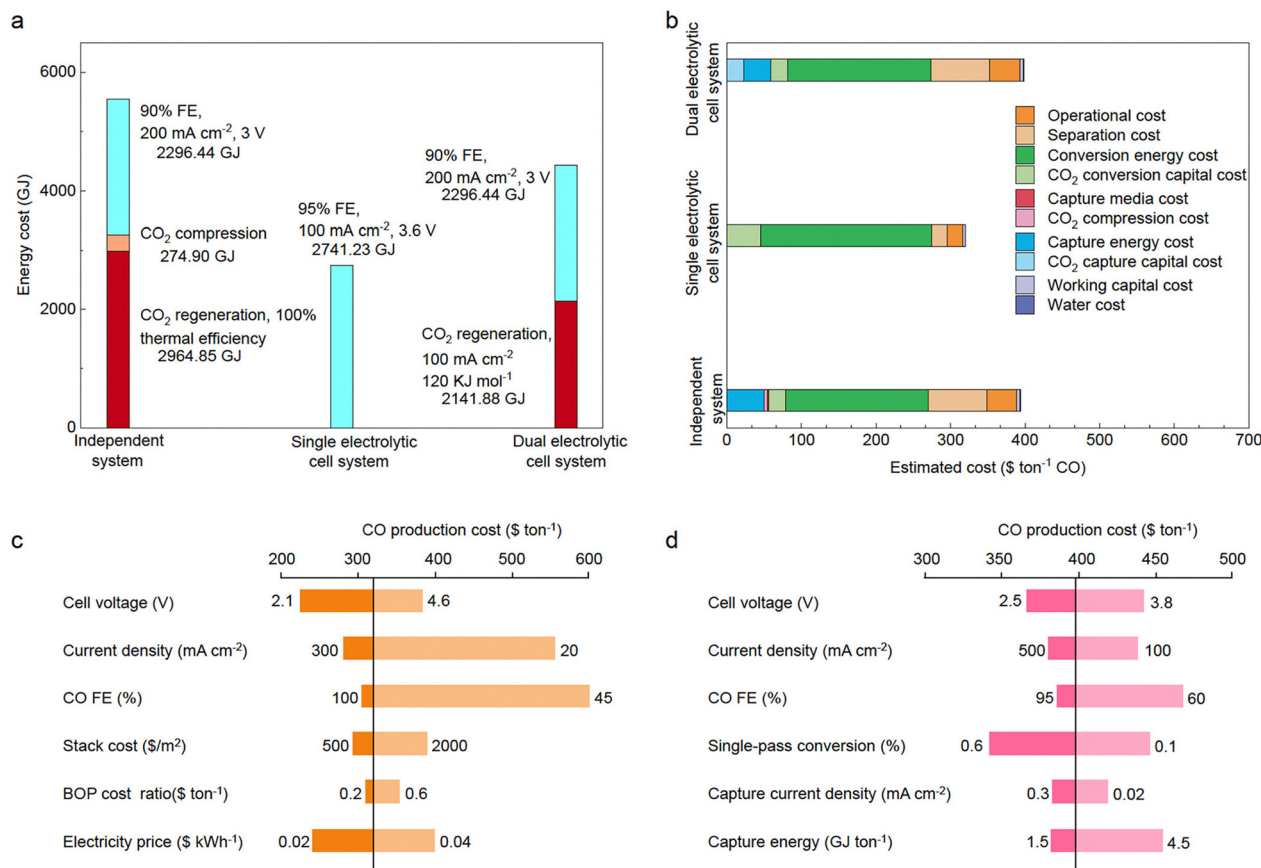 a
Energy cost (GJ)
6000
4000
2000
0
90% FE,
200 mA cm⁻², 3 V
2296.44 GJ
CO₂ compression
274.90 GJ
CO₂ regeneration, 100%
thermal efficiency
2964.85 GJ
95% FE,
100 mA cm⁻², 3.6 V
2741.23 GJ
90% FE,
200 mA cm⁻², 3 V
2296.44 GJ
CO₂ regeneration,
100 mA cm⁻²
120 KJ mol⁻¹
2141.88 GJ
Independent
system
Single electrolytic
cell system
Dual electrolytic
cell system
b
Dual electrolytic
cell system
Single electrolytic
cell system
Independent
system
Operational cost
Separation cost
Conversion energy cost
CO₂ conversion capital cost
Capture media cost
CO₂ compression cost
Capture energy cost
CO₂ capture capital cost
Working capital cost
Water cost
0 100 200 300 400 500 600 700
Estimated cost ($ ton⁻¹ CO)
c
CO production cost ($ ton⁻¹)
200 300 400 500 600
Cell voltage (V) 2.1 4.6
Current density (mA cm⁻²) 300 20
CO FE (%) 100 45
Stack cost ($/m²) 500 2000
BOP cost ratio($ ton⁻¹) 0.2 0.6
Electricity price ($ kWh⁻¹) 0.02 0.04
d
CO production cost ($ ton⁻¹)
300 350 400 450 500
Cell voltage (V) 2.5 3.8
Current density (mA cm⁻²) 500 100
CO FE (%) 95 60
Single-pass conversion (%) 0.6 0.1
Capture current density (mA cm⁻²) 0.3 0.02
Capture energy (GJ ton⁻¹) 1.5 4.5